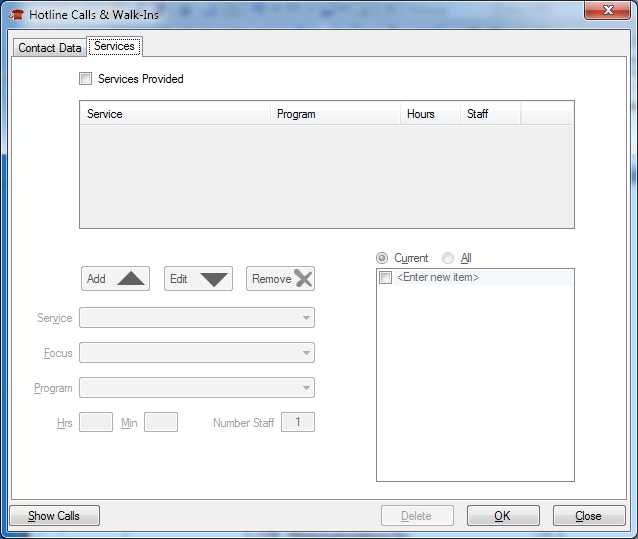 Hotline Calls & Walk-Ins
Contact Data Services
Services Provided
Service Program Hours Staff
Current All
Add Edit Remove
<Enter new item>
Service
Focus
Program
Hrs Min Number Staff 1
Show Calls Delete OK Close